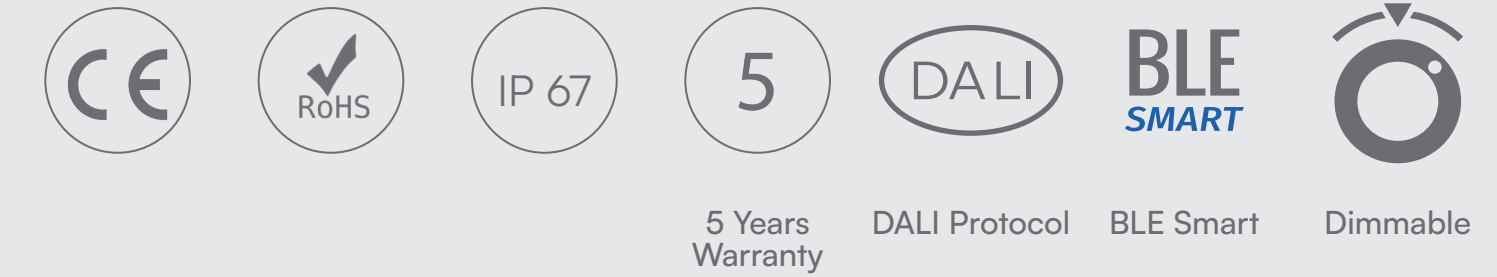 CE
RoHS
IP 67
5
DALI
BLE
SMART
5 Years
Warranty
DALI Protocol
BLE Smart
Dimmable